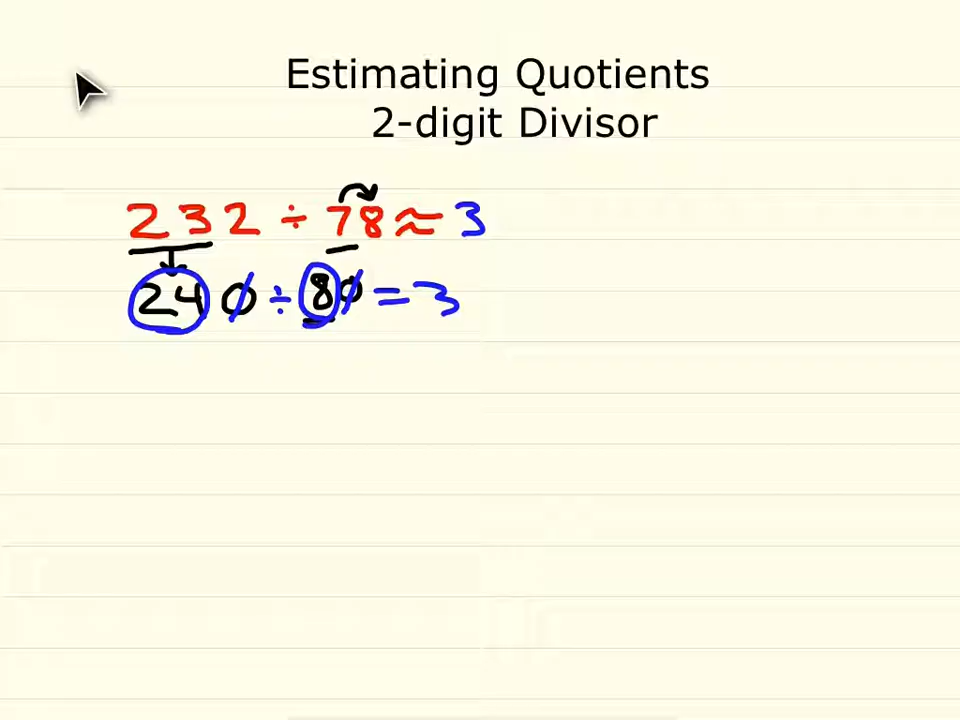 Estimating Quotients
2-digit Divisor
232 ÷ 78 ≈ 3
240 ÷ 80 = 3